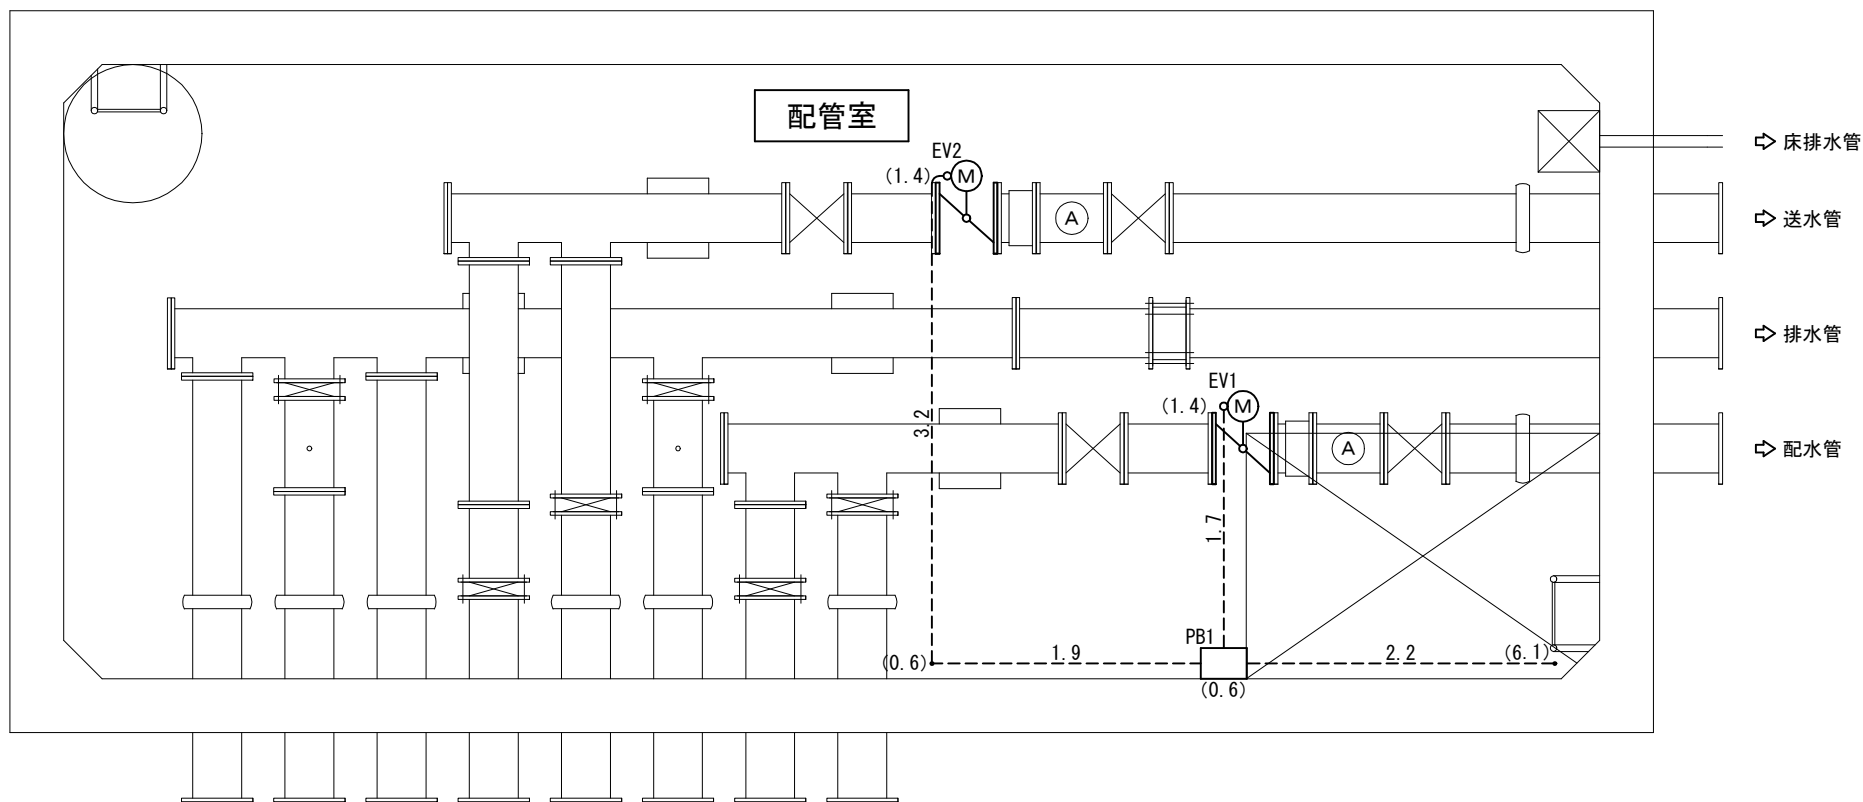 配管室
床排水管
EV2
(1.4)
M
A
送水管
排水管
EV1
(1.4)
M
A
配水管
3.2
1.7
PB1
(0.6)
1.9
2.2
(6.1)
(0.6)